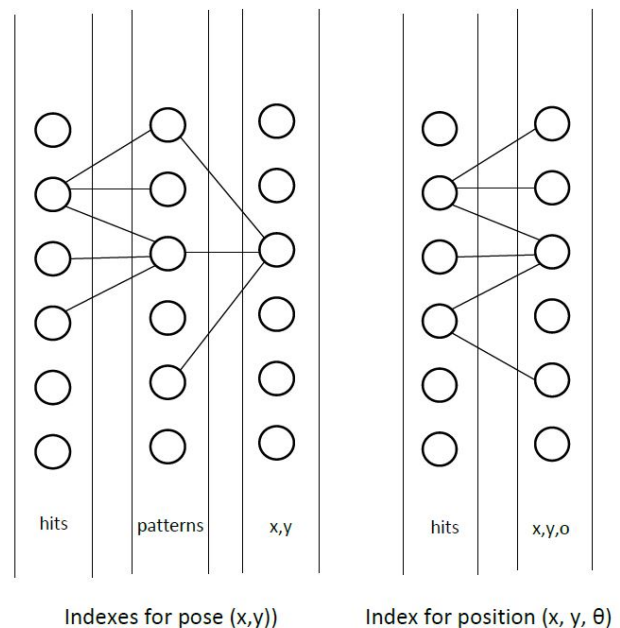 hits patterns x,y hits x,y,o
Indexes for pose (x,y)) Index for position (x, y, θ)